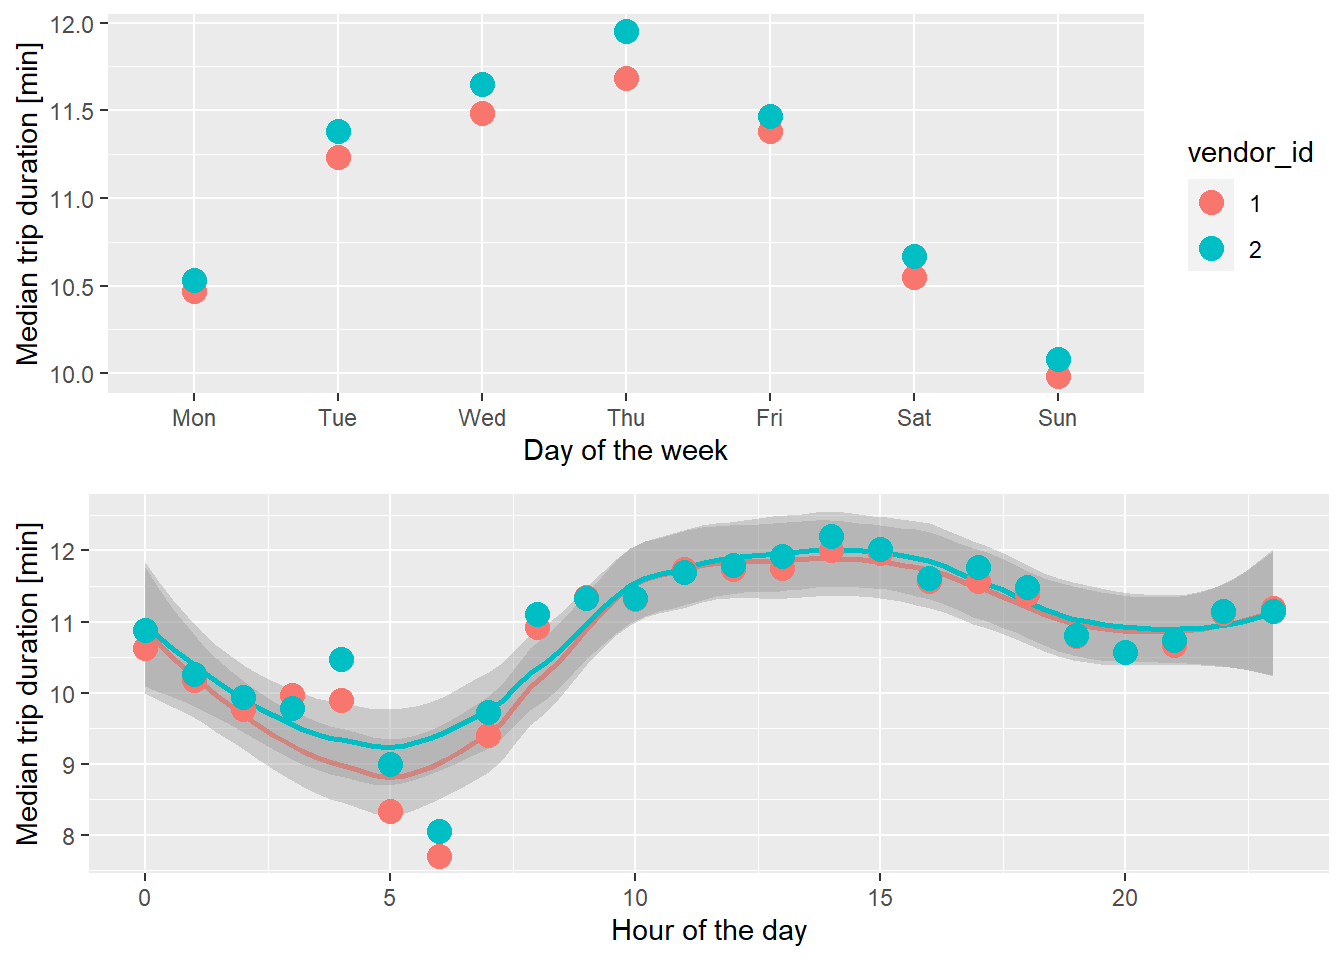 Median trip duration [min]
12.0
11.5
11.0
10.5
10.0
Mon Tue Wed Thu Fri Sat Sun
Day of the week
vendor_id
1
2
Median trip duration [min]
12
11
10
9
8
0 5 10 15 20
Hour of the day